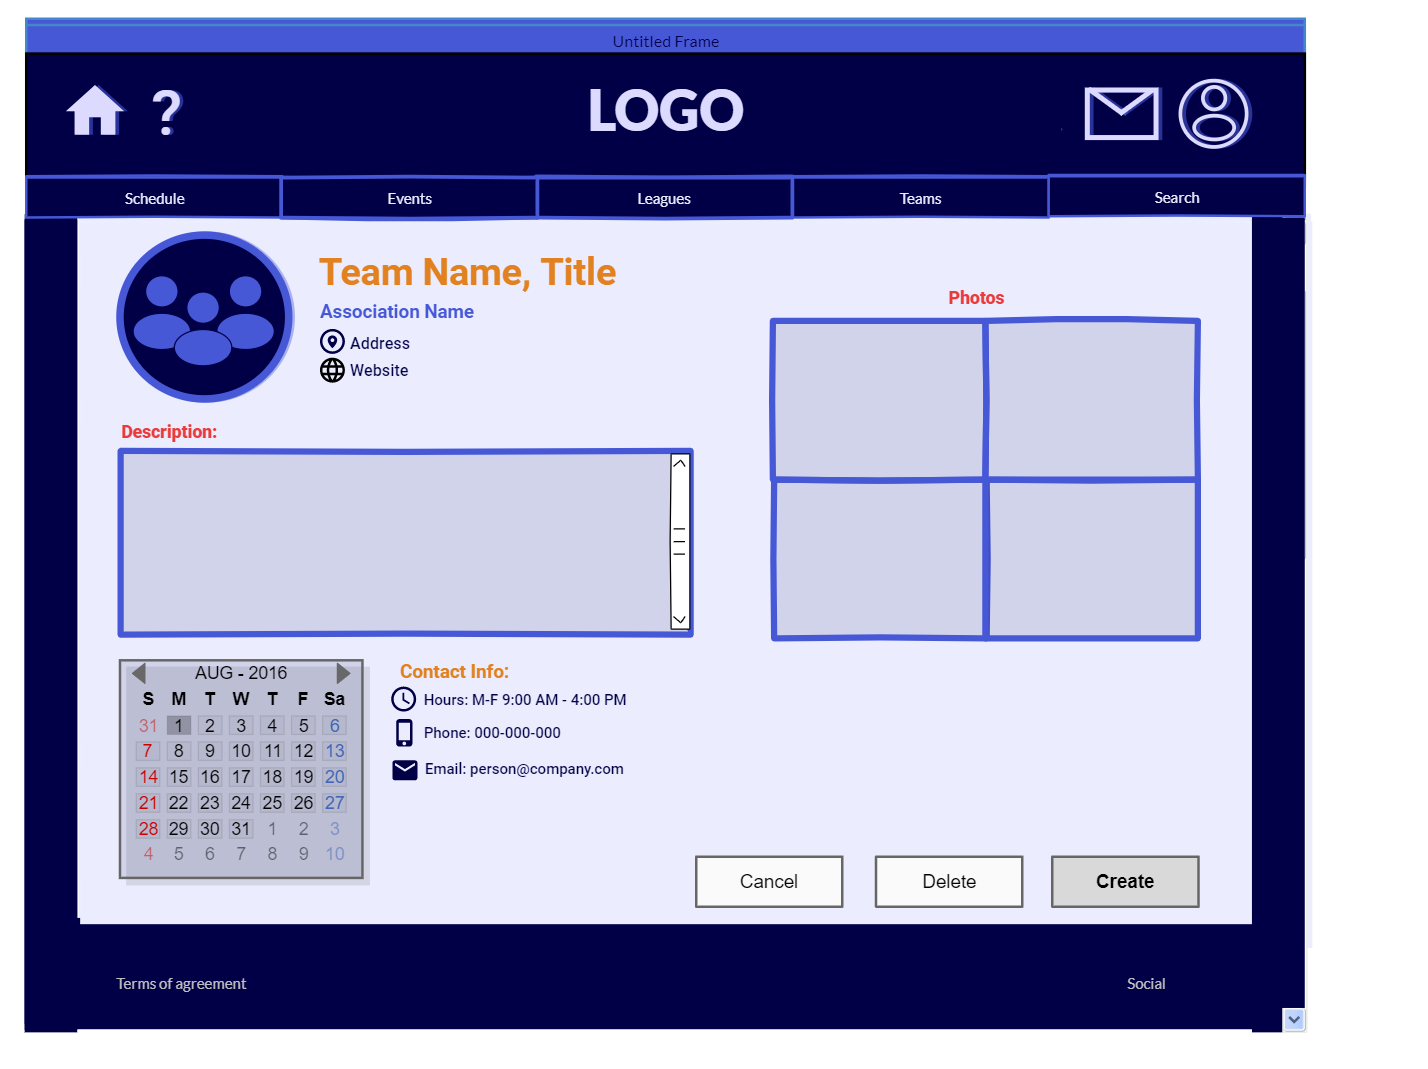 Untitled Frame
?
LOGO
Schedule Events Leagues Teams Search
Team Name, Title
Association Name
Address
Website
Photos
Description:
AUG - 2016
S M T W T F Sa
31 1 2 3 4 5 6
7 8 9 10 11 12 13
14 15 16 17 18 19 20
21 22 23 24 25 26 27
28 29 30 31 1 2 3
4 5 6 7 8 9 10
Contact Info:
Hours: M-F 9:00 AM - 4:00 PM
Phone: 000-000-000
Email: person@company.com
Cancel Delete Create
Terms of agreement Social